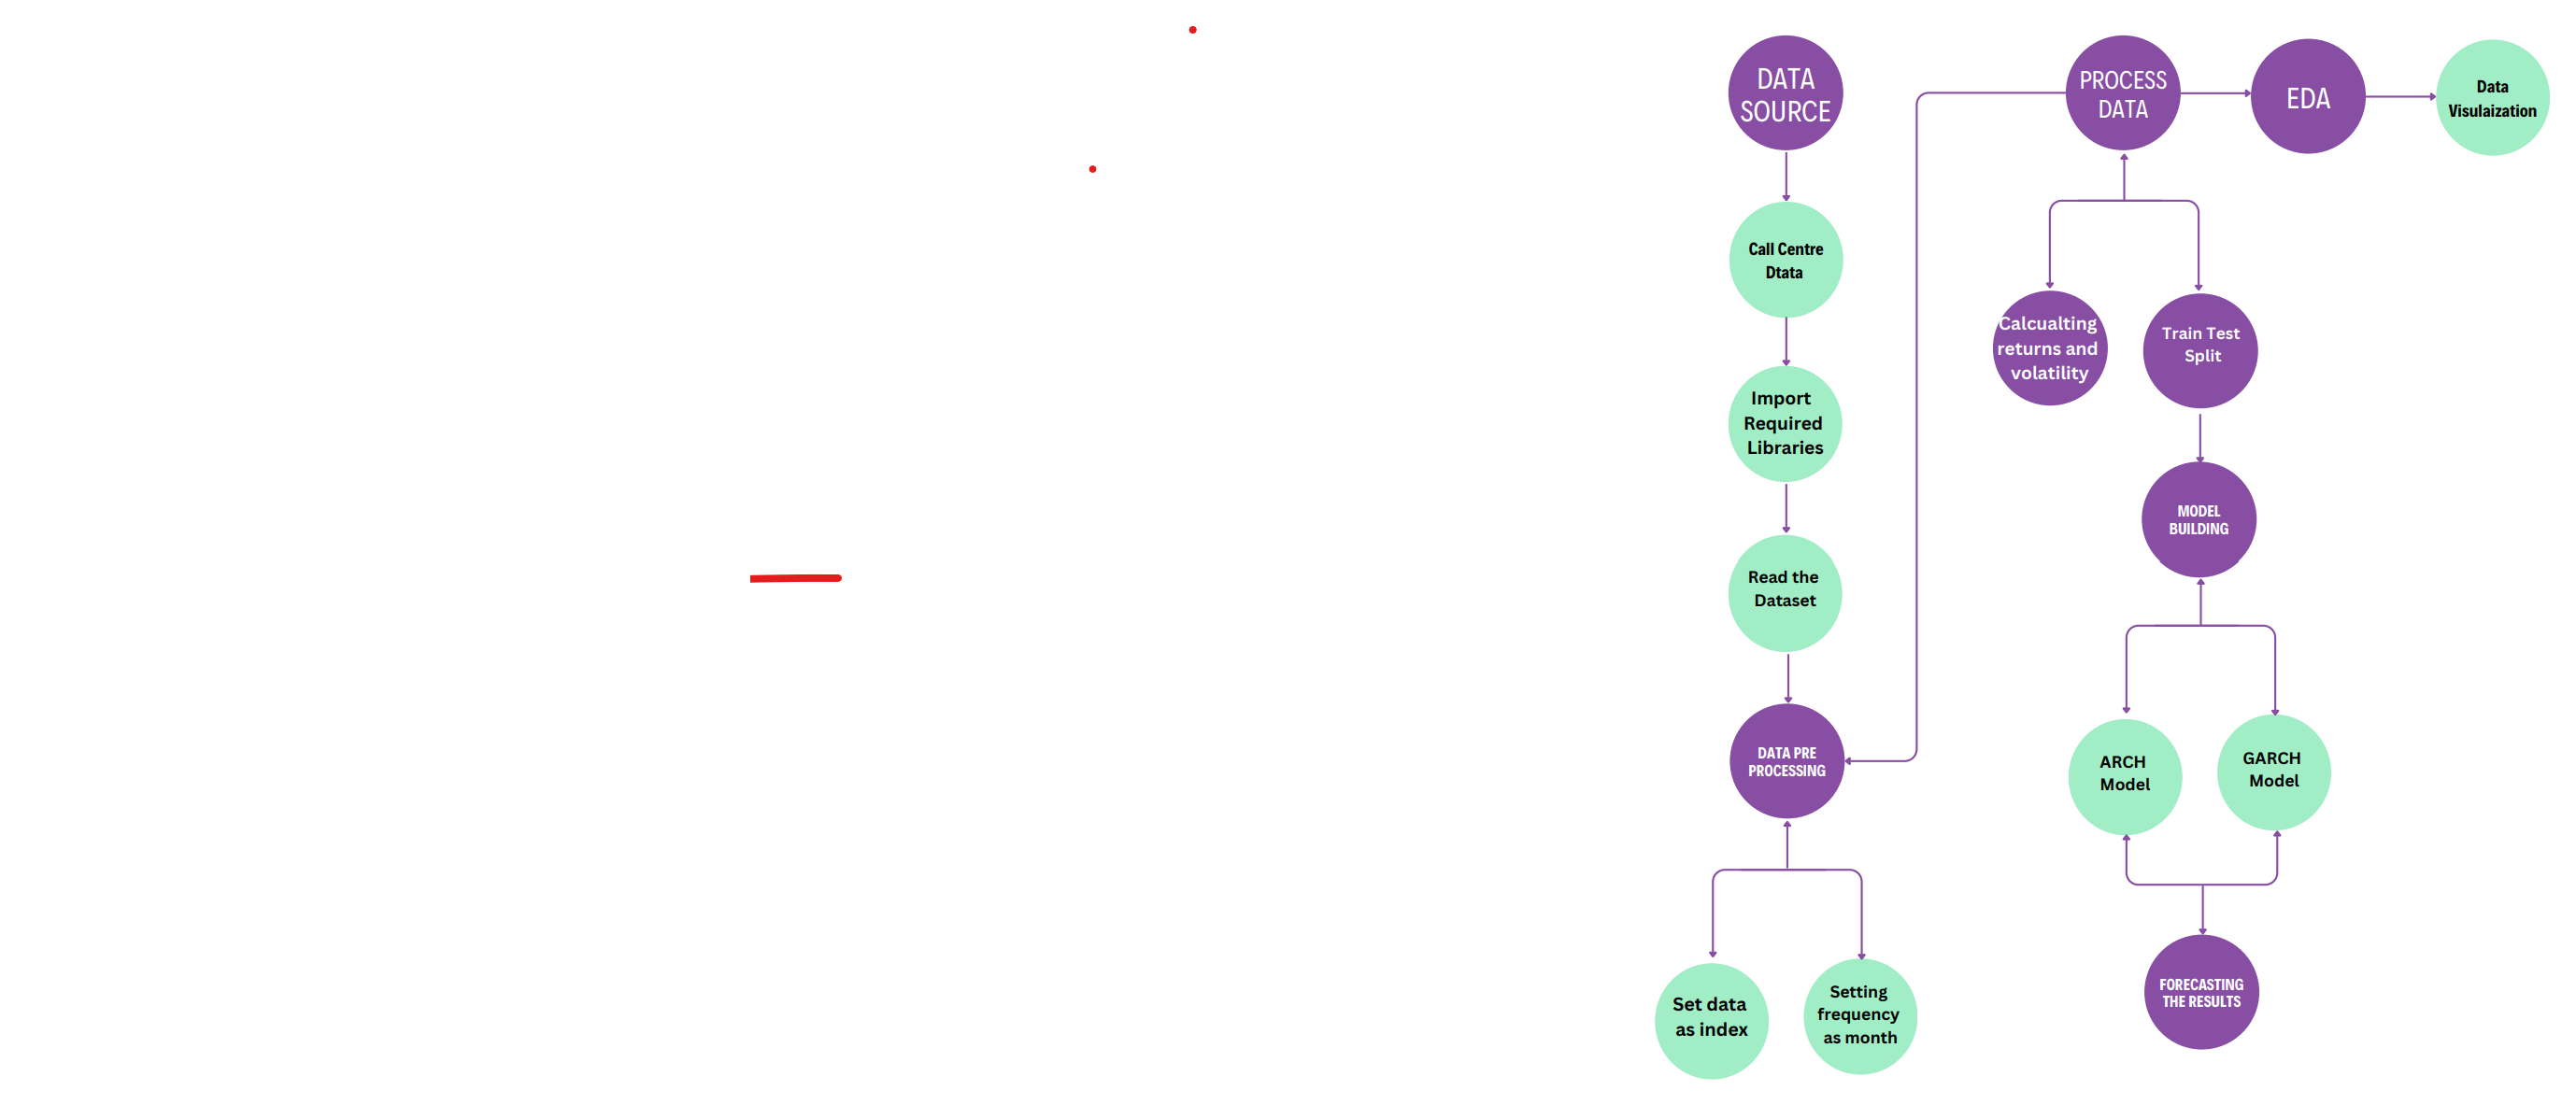 DATA
SOURCE
Call Centre
Dtata
Import
Required
Libraries
Read the
Dataset
DATA PRE
PROCESSING
Set data
as index
Setting
frequency
as month
PROCESS
DATA
EDA
Data
Visulaization
Calcualting
returns and
volatility
Train Test
Split
MODEL
BUILDING
ARCH
Model
GARCH
Model
FORECASTING
THE RESULTS